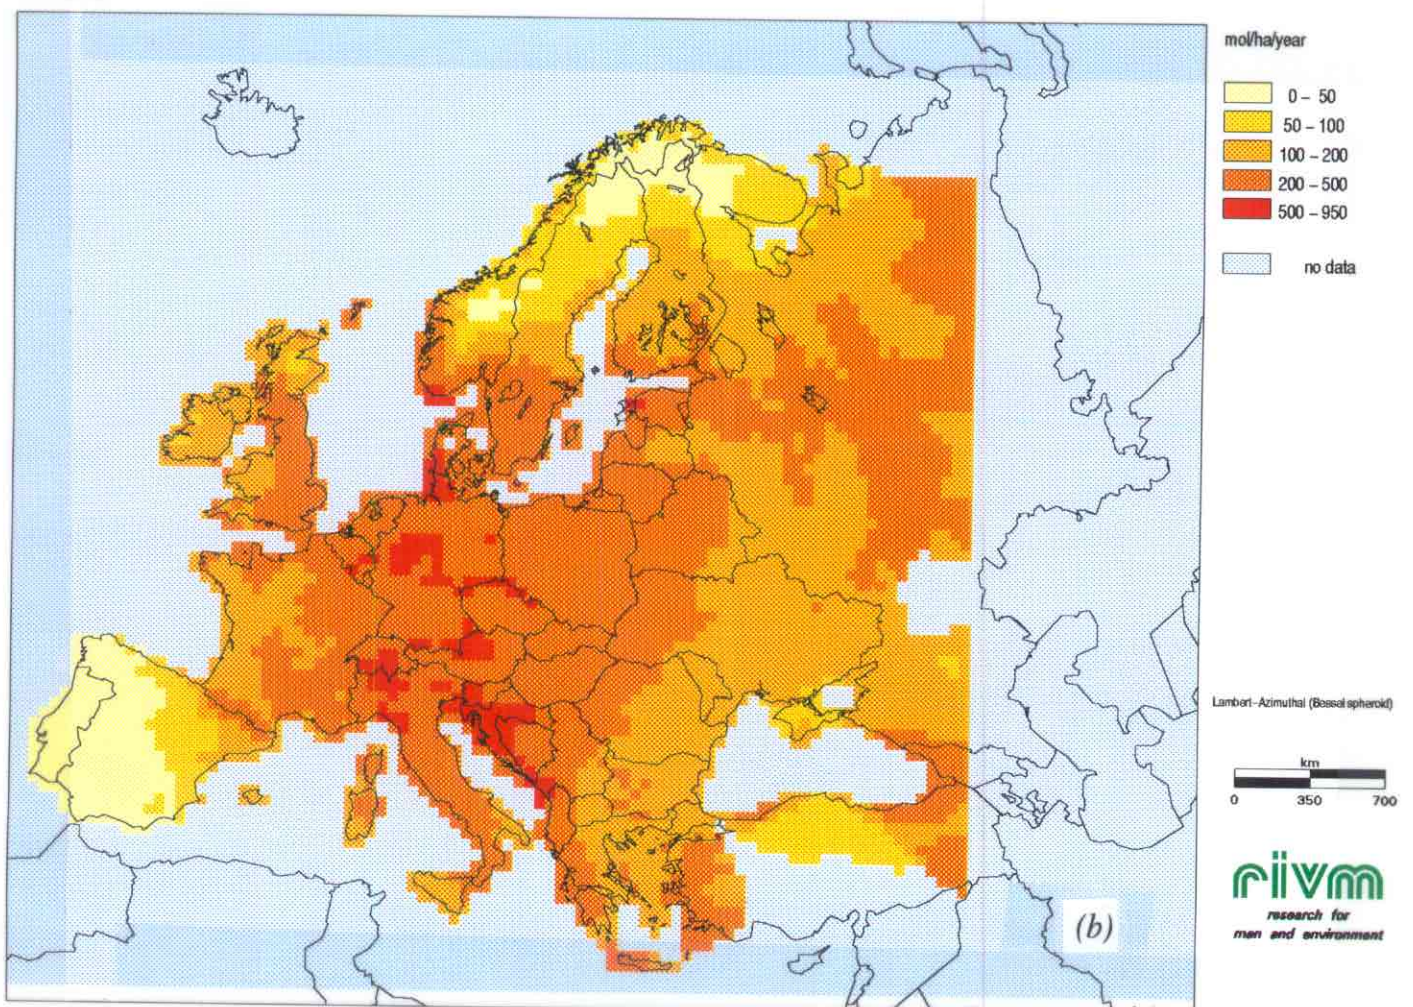 mol/ha/year
0 – 50
50 – 100
100 – 200
200 – 500
500 – 950
no data
Lambert-Azimuthal (Bessel spheroid)
km
0 350 700
riivm
research for
man and environment
(b)